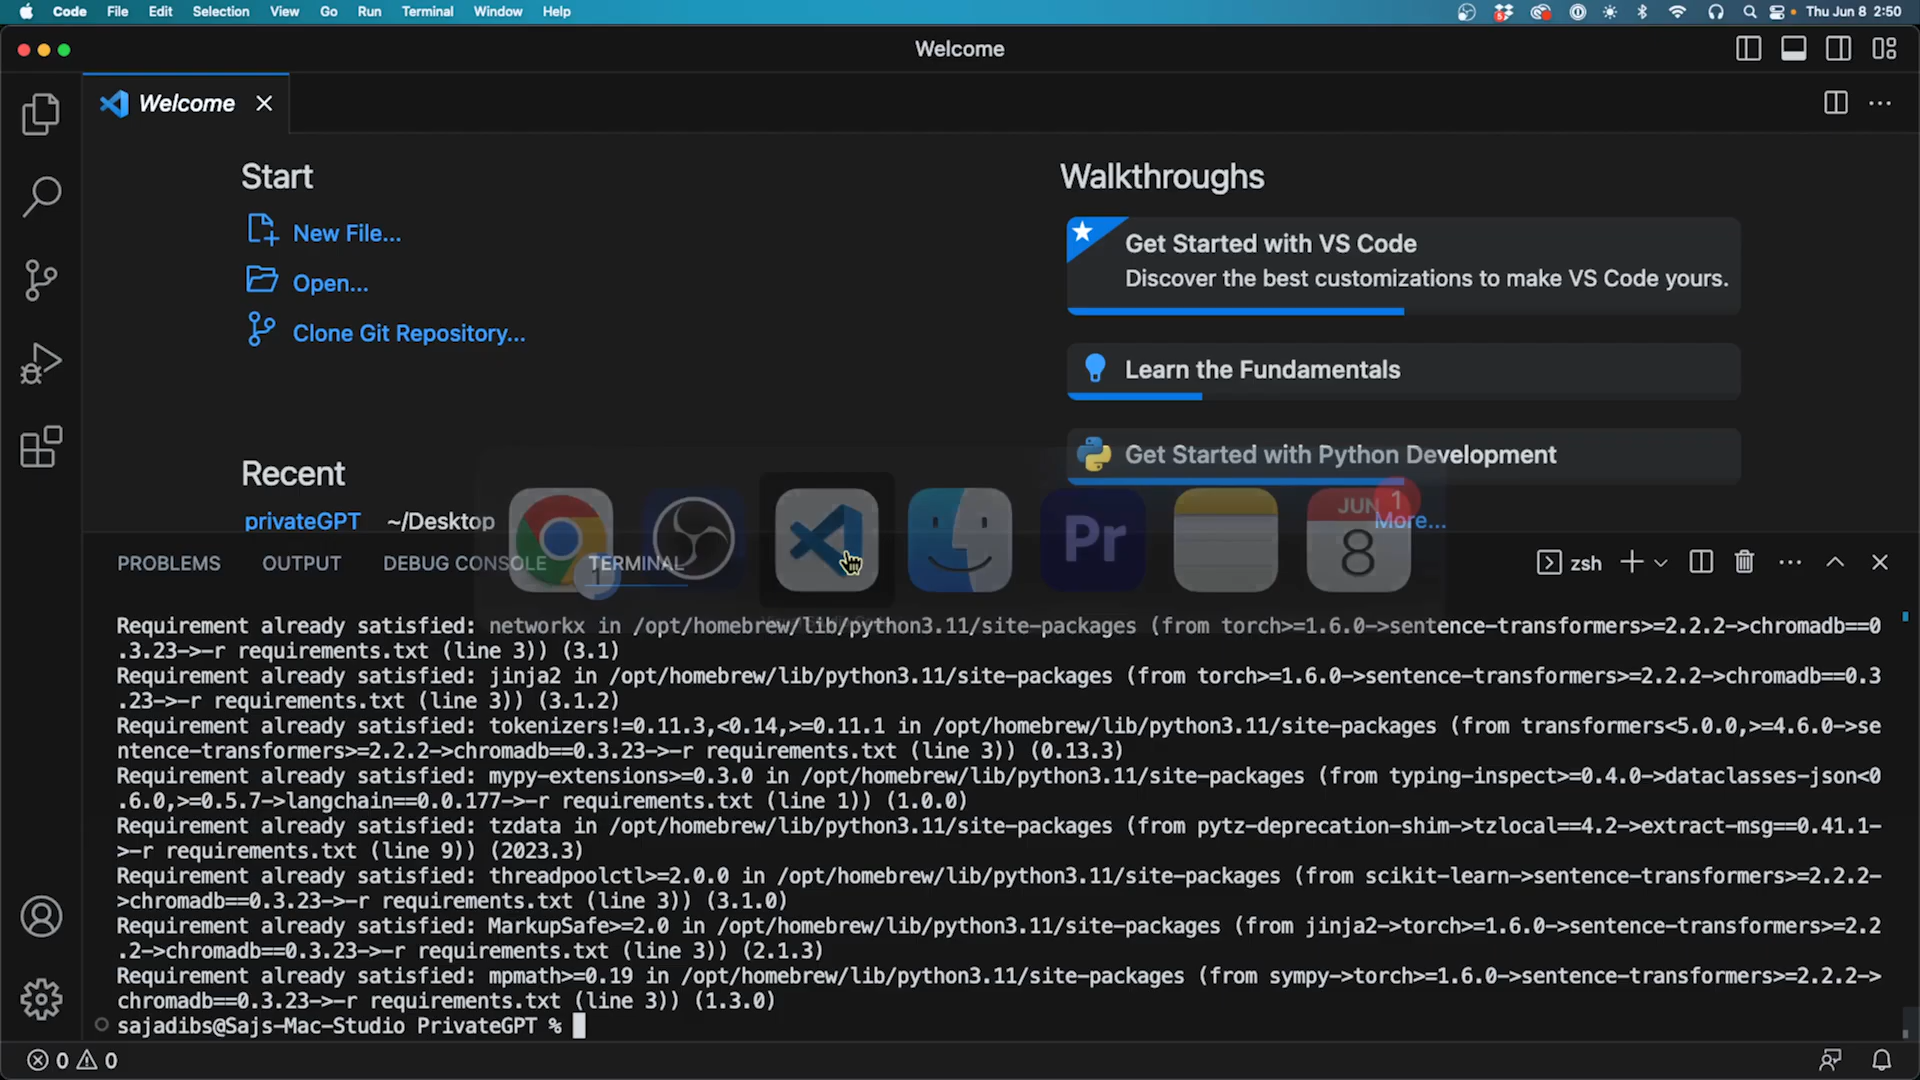 Code File Edit Selection View Go Run Terminal Window Help Thu Jun 8 2:50
Welcome
Welcome
Start
New File...
Open...
Clone Git Repository...
Walkthroughs
Get Started with VS Code
Discover the best customizations to make VS Code yours.
Learn the Fundamentals
Get Started with Python Development
More...
Recent
privateGPT ~/Desktop
Pr
JUN
8
1
1
PROBLEMS OUTPUT DEBUG CONSOLE TERMINAL zsh
Requirement already satisfied: networkx in /opt/homebrew/lib/python3.11/site-packages (from torch>=1.6.0->sentence-transformers>=2.2.2->chromadb==0
.3.23->-r requirements.txt (line 3)) (3.1)
Requirement already satisfied: jinja2 in /opt/homebrew/lib/python3.11/site-packages (from torch>=1.6.0->sentence-transformers>=2.2.2->chromadb==0.3
.23->-r requirements.txt (line 3)) (3.1.2)
Requirement already satisfied: tokenizers!=0.11.3,<0.14,>=0.11.1 in /opt/homebrew/lib/python3.11/site-packages (from transformers<5.0.0,>=4.6.0->se
ntence-transformers>=2.2.2->chromadb==0.3.23->-r requirements.txt (line 3)) (0.13.3)
Requirement already satisfied: mypy-extensions>=0.3.0 in /opt/homebrew/lib/python3.11/site-packages (from typing-inspect>=0.4.0->dataclasses-json<0
.6.0,>=0.5.7->langchain==0.0.177->-r requirements.txt (line 1)) (1.0.0)
Requirement already satisfied: tzdata in /opt/homebrew/lib/python3.11/site-packages (from pytz-deprecation-shim->tzlocal==4.2->extract-msg==0.41.1-
>-r requirements.txt (line 9)) (2023.3)
Requirement already satisfied: threadpoolctl>=2.0.0 in /opt/homebrew/lib/python3.11/site-packages (from scikit-learn->sentence-transformers>=2.2.2-
>chromadb==0.3.23->-r requirements.txt (line 3)) (3.1.0)
Requirement already satisfied: MarkupSafe>=2.0 in /opt/homebrew/lib/python3.11/site-packages (from jinja2->torch>=1.6.0->sentence-transformers>=2.2
.2->chromadb==0.3.23->-r requirements.txt (line 3)) (2.1.3)
Requirement already satisfied: mpmath>=0.19 in /opt/homebrew/lib/python3.11/site-packages (from sympy->torch>=1.6.0->sentence-transformers>=2.2.2->
chromadb==0.3.23->-r requirements.txt (line 3)) (1.3.0)
sajadibs@Sajs-Mac-Studio PrivateGPT %
0 0